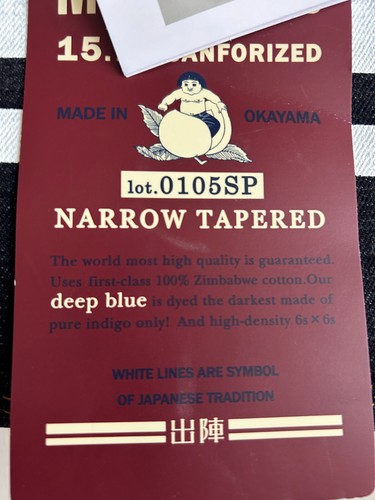 15. SANFORIZED
MADE IN OKAYAMA
lot.0105SP
NARROW TAPERED
The world most high quality is guaranteed.
Uses first-class 100% Zimbabwe cotton.Our
deep blue is dyed the darkest made of
pure indigo only! And high-density 6s×6s
WHITE LINES ARE SYMBOL
OF JAPANESE TRADITION
出陣